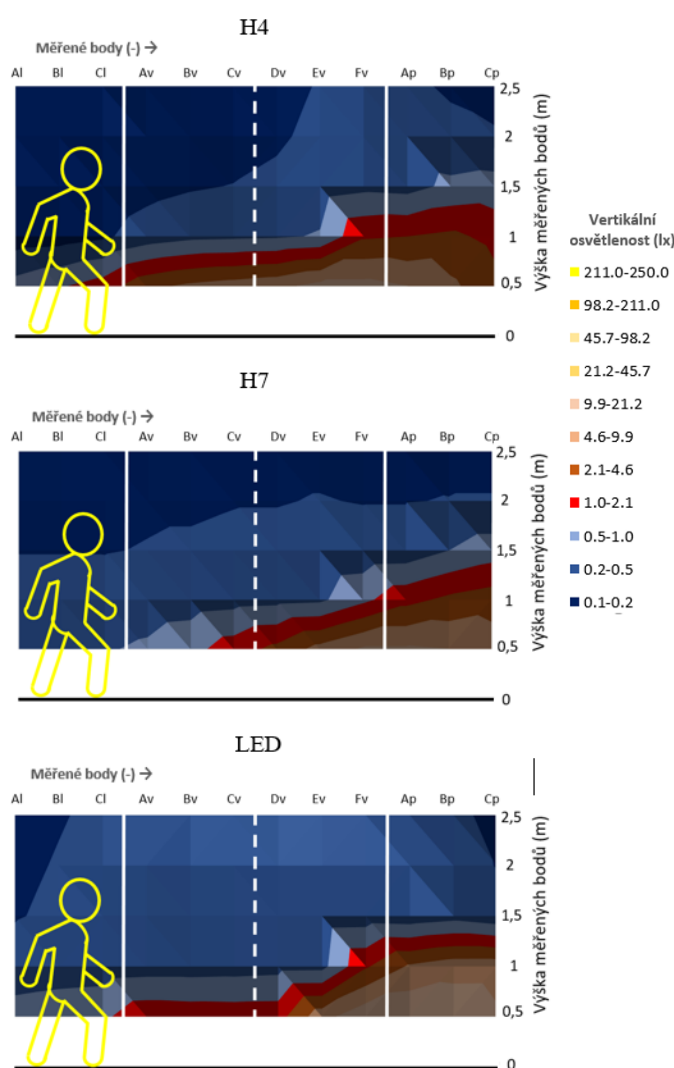 H4
Měřené body (-) →
Al Bl Cl Av Bv Cv Dv Ev Fv Ap Bp Cp
2,5
2
1,5
1
0,5
0
Výška měřených bodů (m)
H7
Měřené body (-) →
Al Bl Cl Av Bv Cv Dv Ev Fv Ap Bp Cp
2,5
2
1,5
1
0,5
0
Výška měřených bodů (m)
LED
Měřené body (-) →
Al Bl Cl Av Bv Cv Dv Ev Fv Ap Bp Cp
2,5
2
1,5
1
0,5
0
Výška měřených bodů (m)
Vertikální
osvětlenost (lx)
211.0-250.0
98.2-211.0
45.7-98.2
21.2-45.7
9.9-21.2
4.6-9.9
2.1-4.6
1.0-2.1
0.5-1.0
0.2-0.5
0.1-0.2